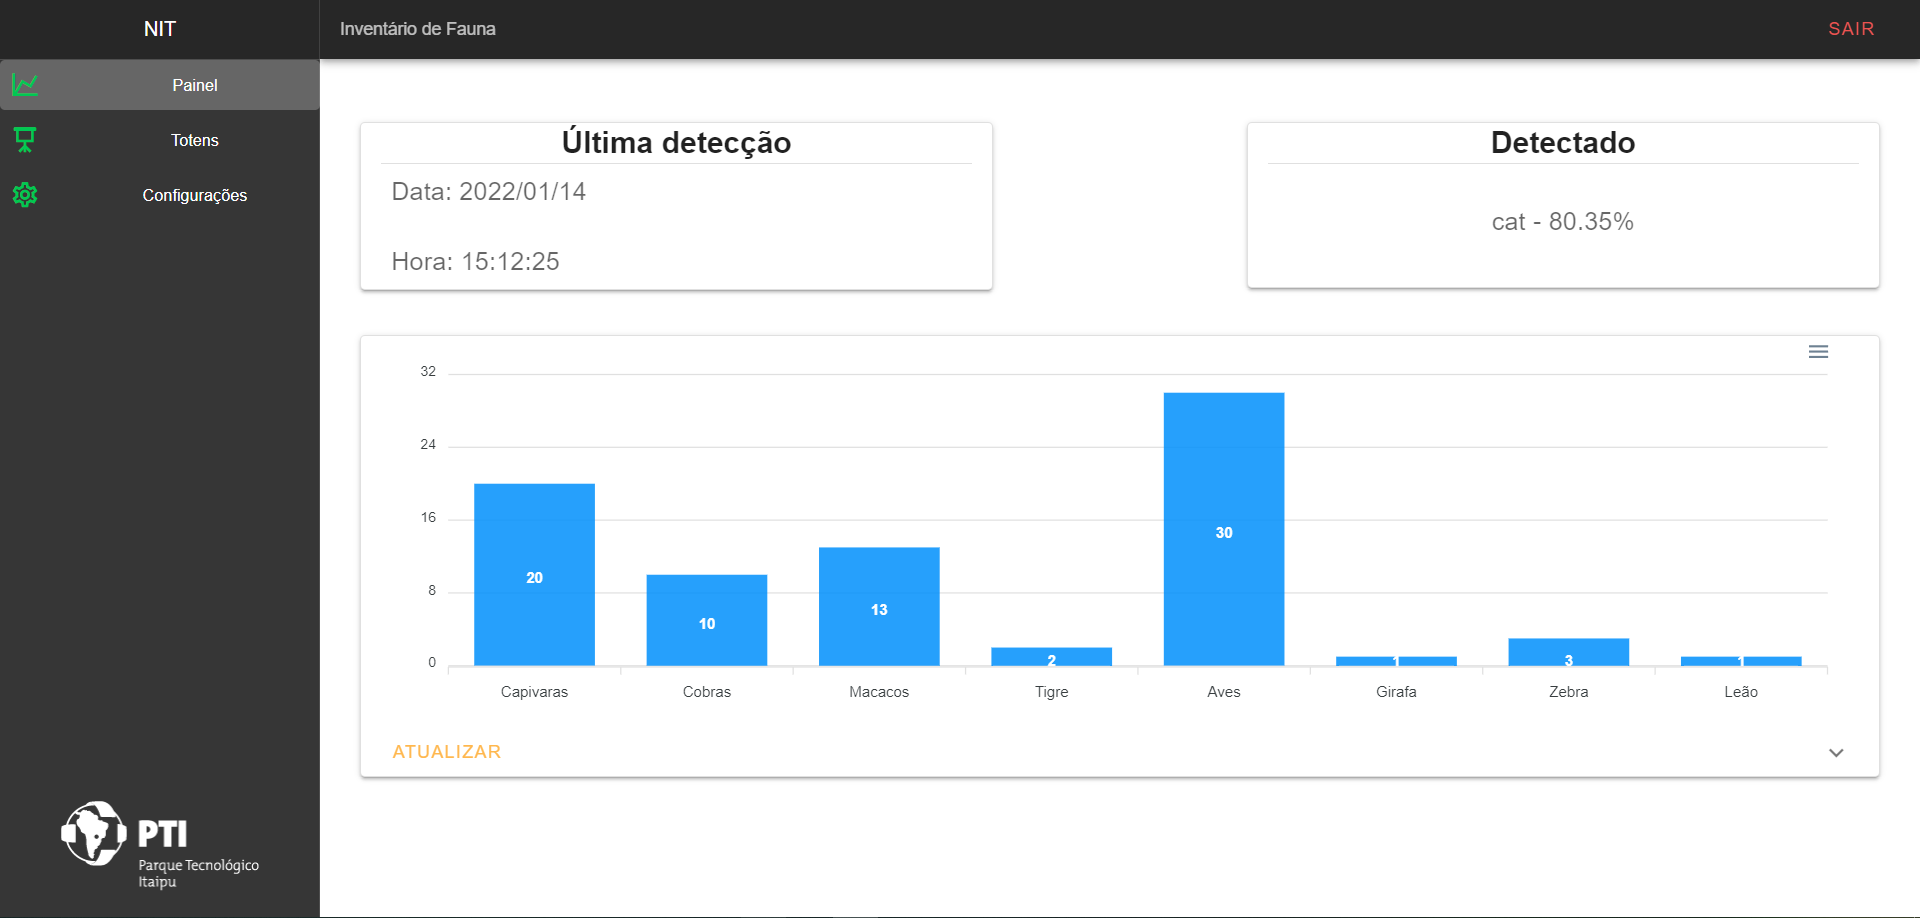 NIT
Inventário de Fauna
SAIR
Painel
Totens
Configurações
Última detecção
Data: 2022/01/14
Hora: 15:12:25
Detectado
cat - 80.35%
32
24
16
8
0
20
10
13
2
30
1
3
1
Capivaras
Cobras
Macacos
Tigre
Aves
Girafa
Zebra
Leão
ATUALIZAR
PTI
Parque Tecnológico
Itaipu